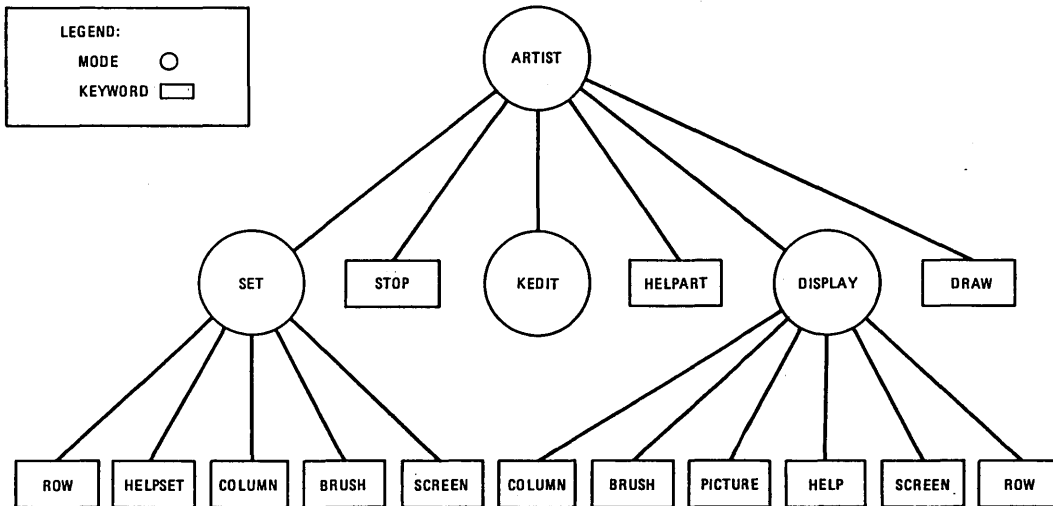 LEGEND:
MODE
KEYWORD
ARTIST
SET
STOP
KEDIT
HELPART
DISPLAY
DRAW
ROW
HELPSET
COLUMN
BRUSH
SCREEN
COLUMN
BRUSH
PICTURE
HELP
SCREEN
ROW